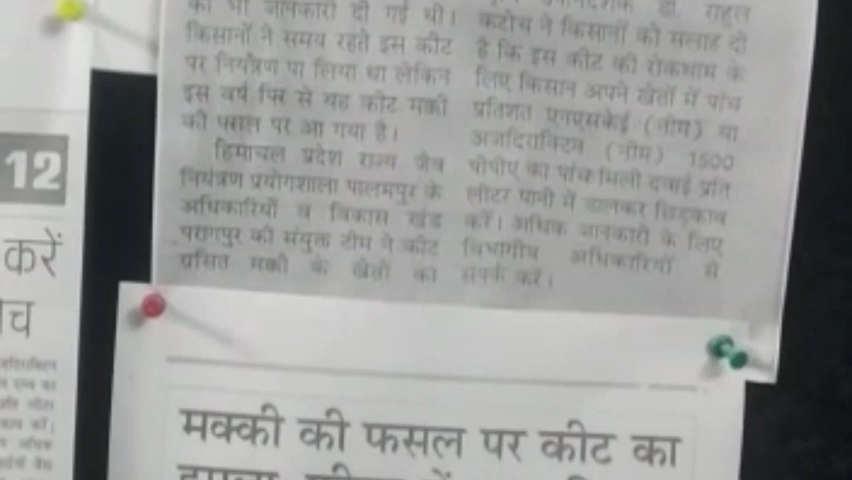 की भी जानकारी दी गई थी।
किसानों ने समय रहते इस कीट
पर नियंत्रण पा लिया था लेकिन
इस वर्ष फिर से यह कीट मक्की
की फसल पर आ गया है।
हिमाचल प्रदेश राज्य जैव
नियंत्रण प्रयोगशाला पालमपुर के
अधिकारियों व विकास खंड
परागपुर की संयुक्त टीम ने कीट
ग्रसित मक्की के खेतों का
डा. राहुल
कटोच ने किसानों को सलाह दी
है कि इस कीट की रोकथाम के
लिए किसान अपने खेतों में पांच
प्रतिशत एनएसकेई (नीम) या
अजादिराक्टिन (नीम) 1500
पीपीए का पांच मिली दवाई प्रति
लीटर पानी में डालकर छिड़काव
करें। अधिक जानकारी के लिए
विभागीय अधिकारियों से
संपर्क करें।
12
करें
च
मक्की की फसल पर कीट का